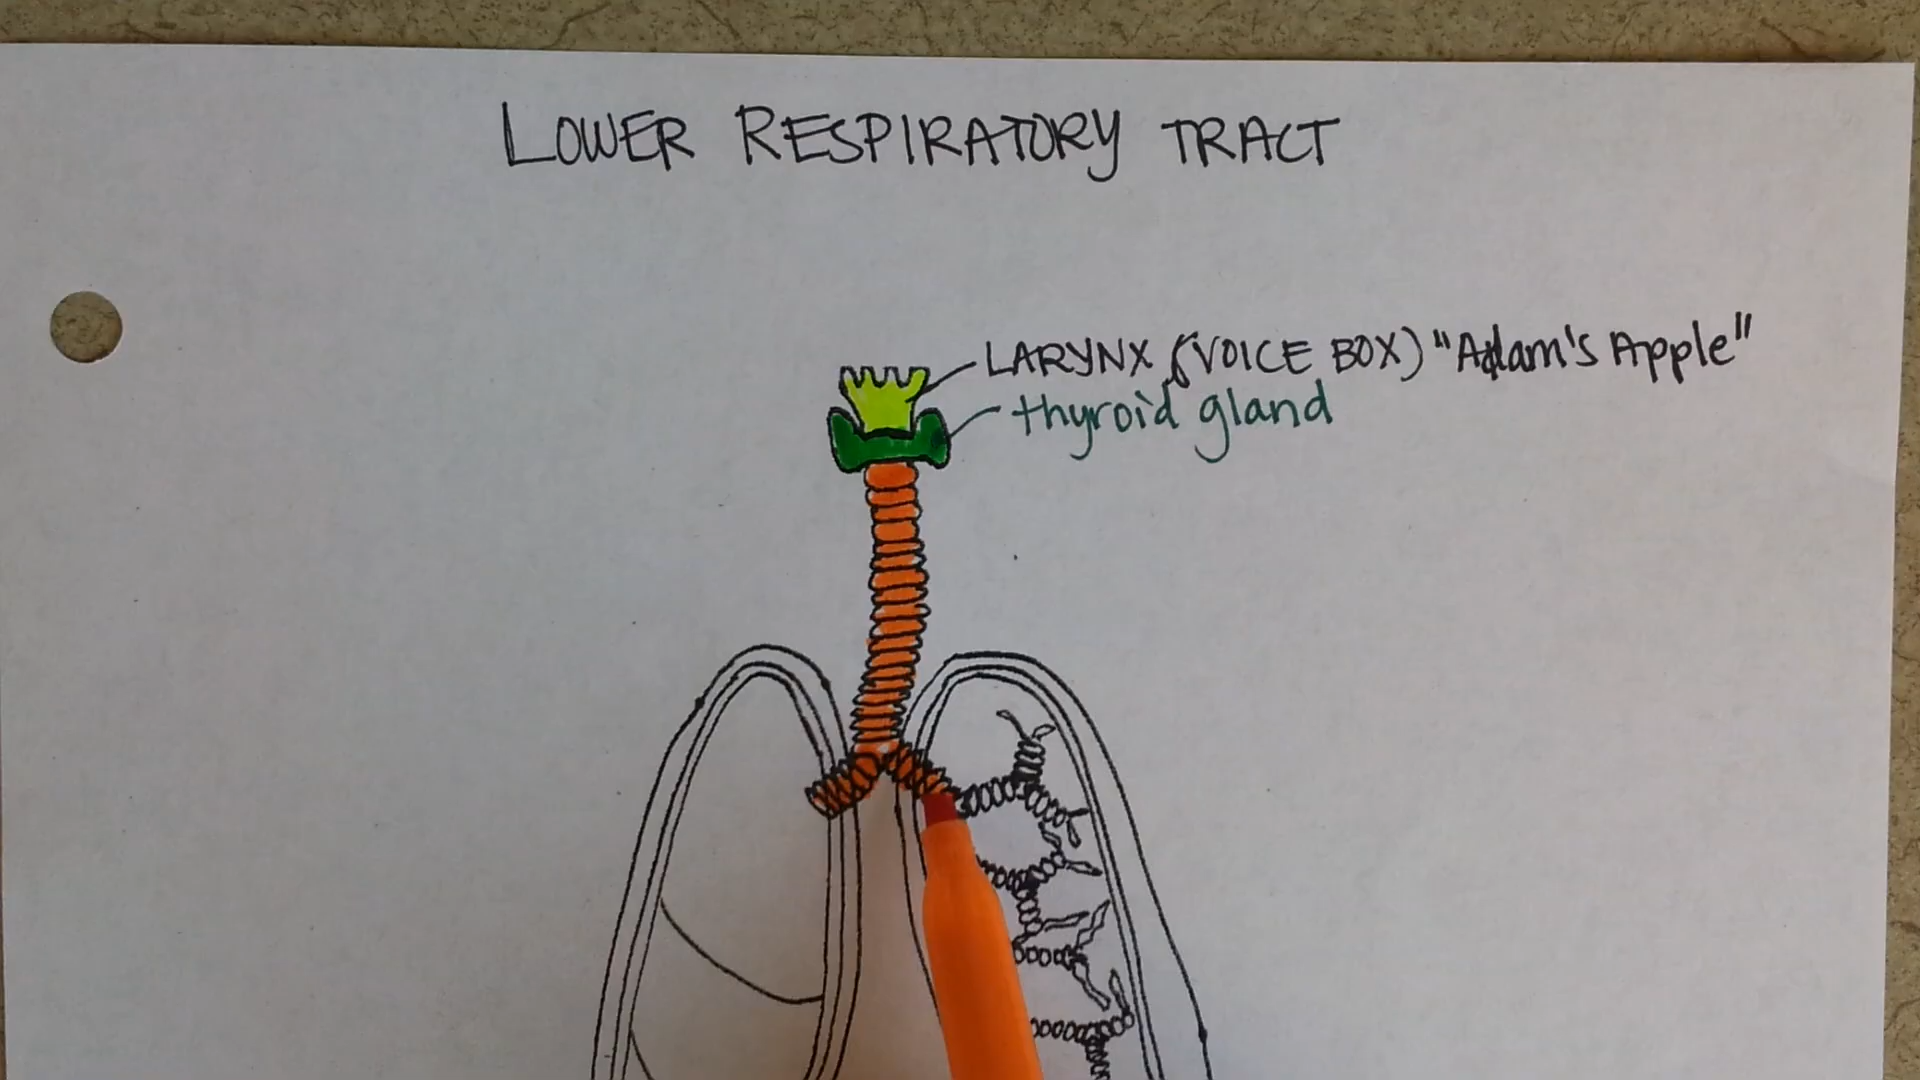 LOWER RESPIRATORY TRACT
LARYNX (VOICE BOX) "Adam's Apple"
thyroid gland